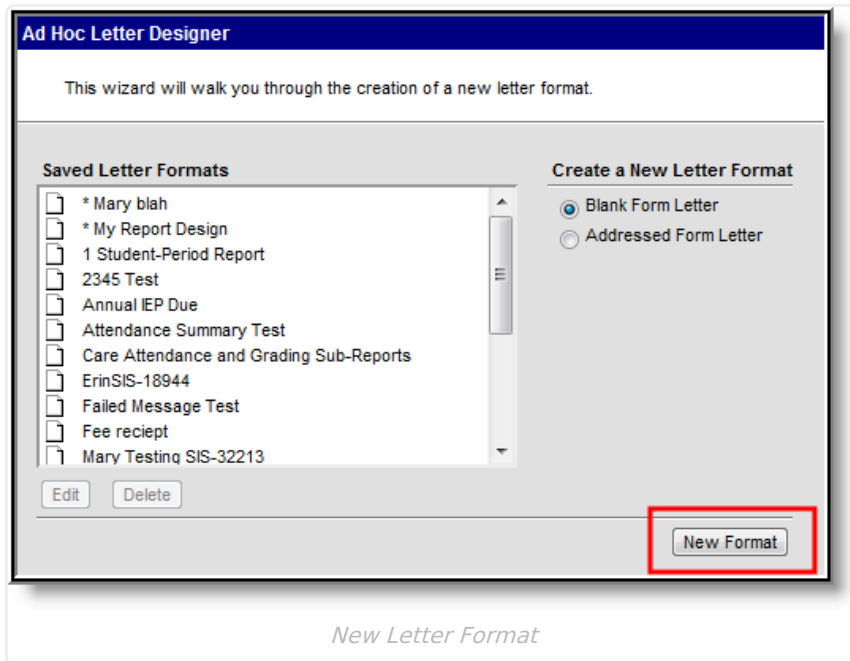 Ad Hoc Letter Designer
This wizard will walk you through the creation of a new letter format.
Saved Letter Formats
* Mary blah
* My Report Design
1 Student-Period Report
2345 Test
Annual IEP Due
Attendance Summary Test
Care Attendance and Grading Sub-Reports
ErinSIS-18944
Failed Message Test
Fee reciept
Mary Testing SIS-32213
Edit
Delete
Create a New Letter Format
Blank Form Letter
Addressed Form Letter
New Format
New Letter Format